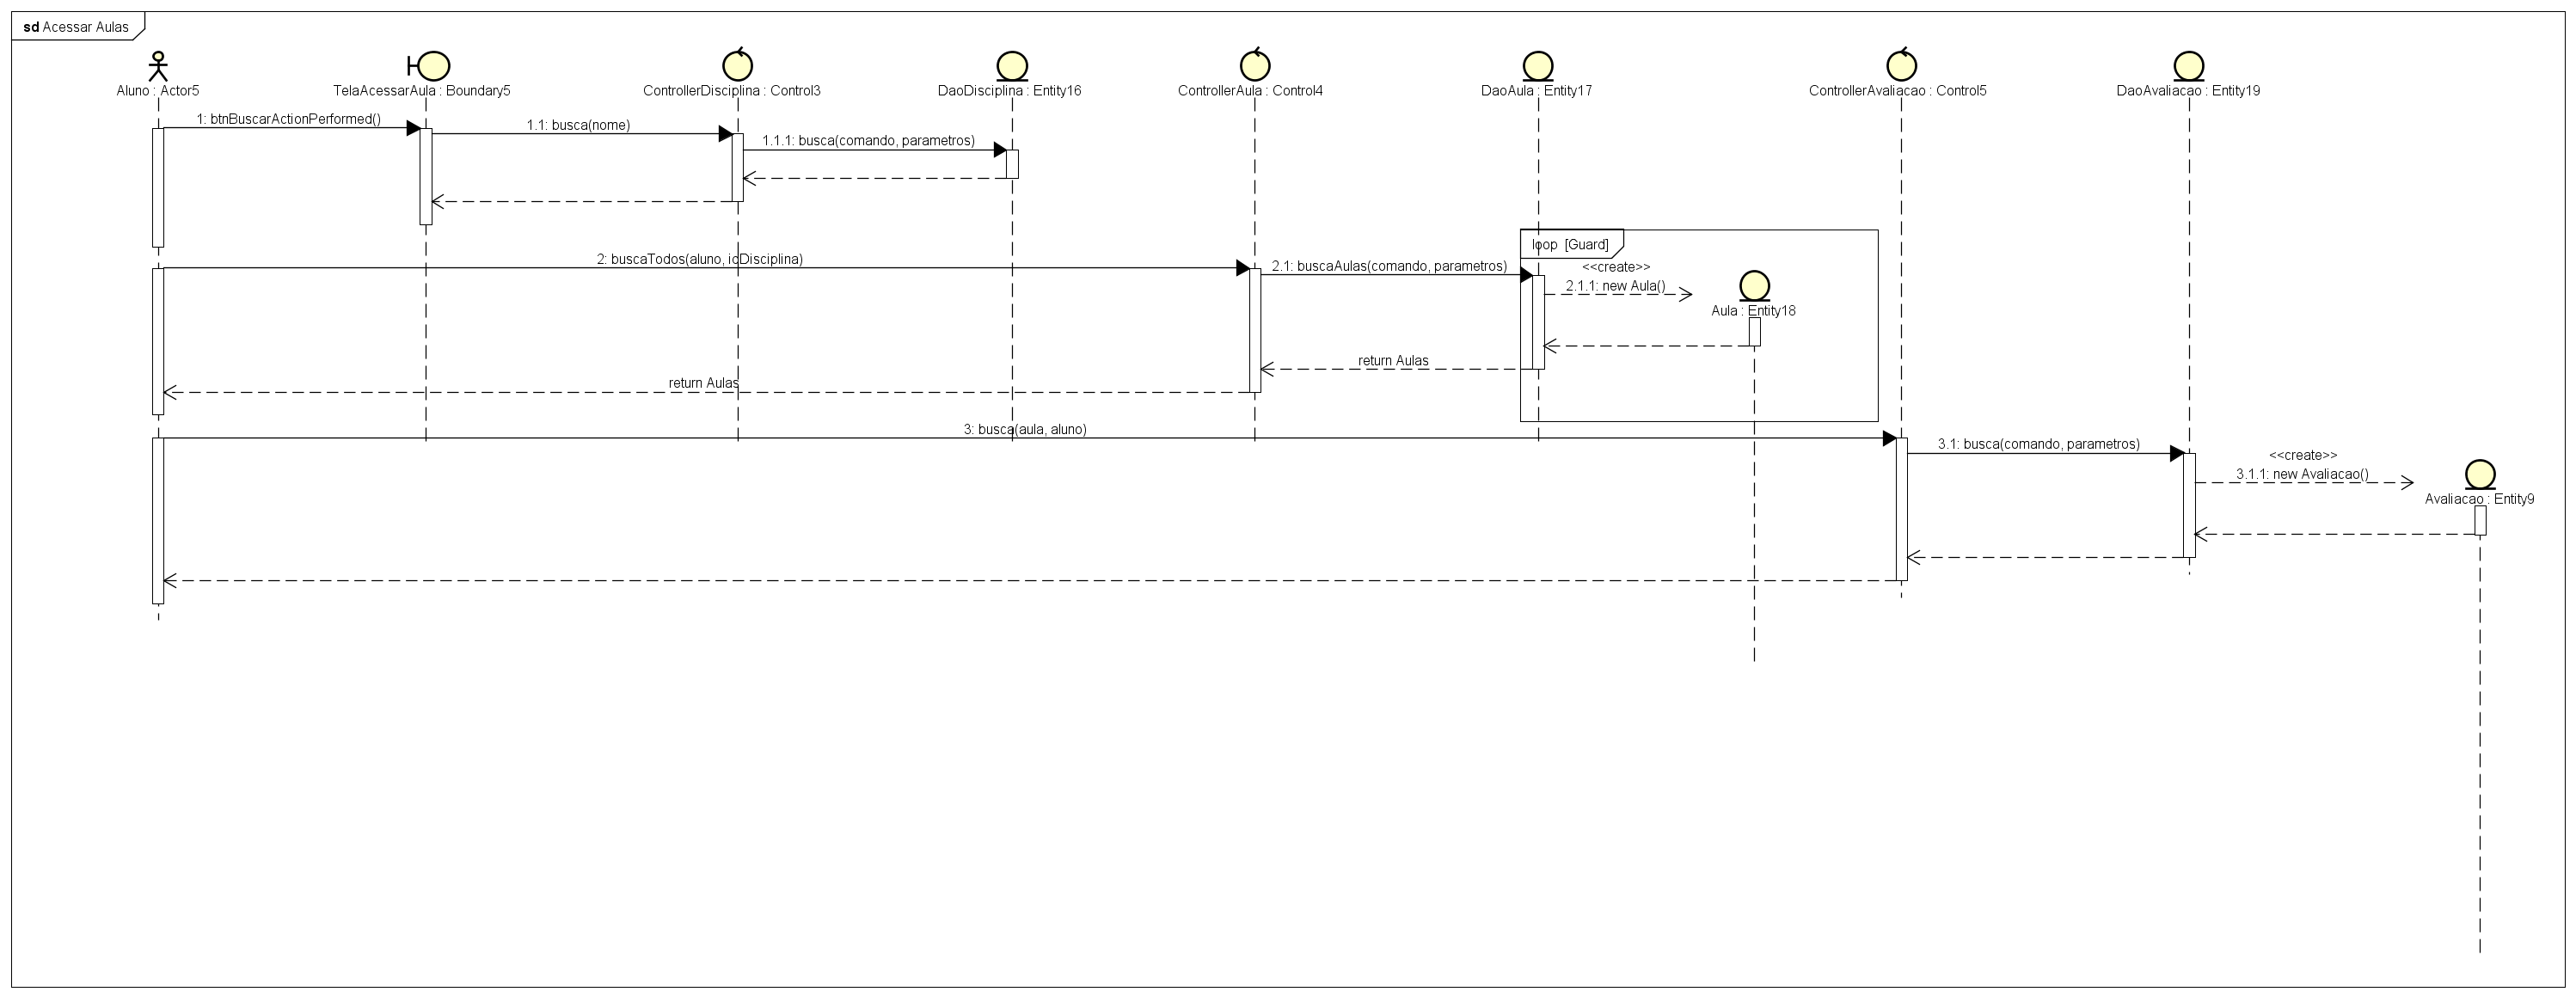 sd Acessar Aulas
Aluno : Actor5
TelaAcessarAula : Boundary5
ControllerDisciplina : Control3
DaoDisciplina : Entity16
ControllerAula : Control4
DaoAula : Entity17
ControllerAvaliacao : Control5
DaoAvaliacao : Entity19
1: btnBuscarActionPerformed()
1.1: busca(nome)
1.1.1: busca(comando, parametros)
loop [Guard]
2: buscaTodos(aluno, idDisciplina)
2.1: buscaAulas(comando, parametros)
<<create>>
2.1.1: new Aula()
Aula : Entity18
return Aulas
return Aulas
3: busca(aula, aluno)
3.1: busca(comando, parametros)
<<create>>
3.1.1: new Avaliacao()
Avaliacao : Entity9